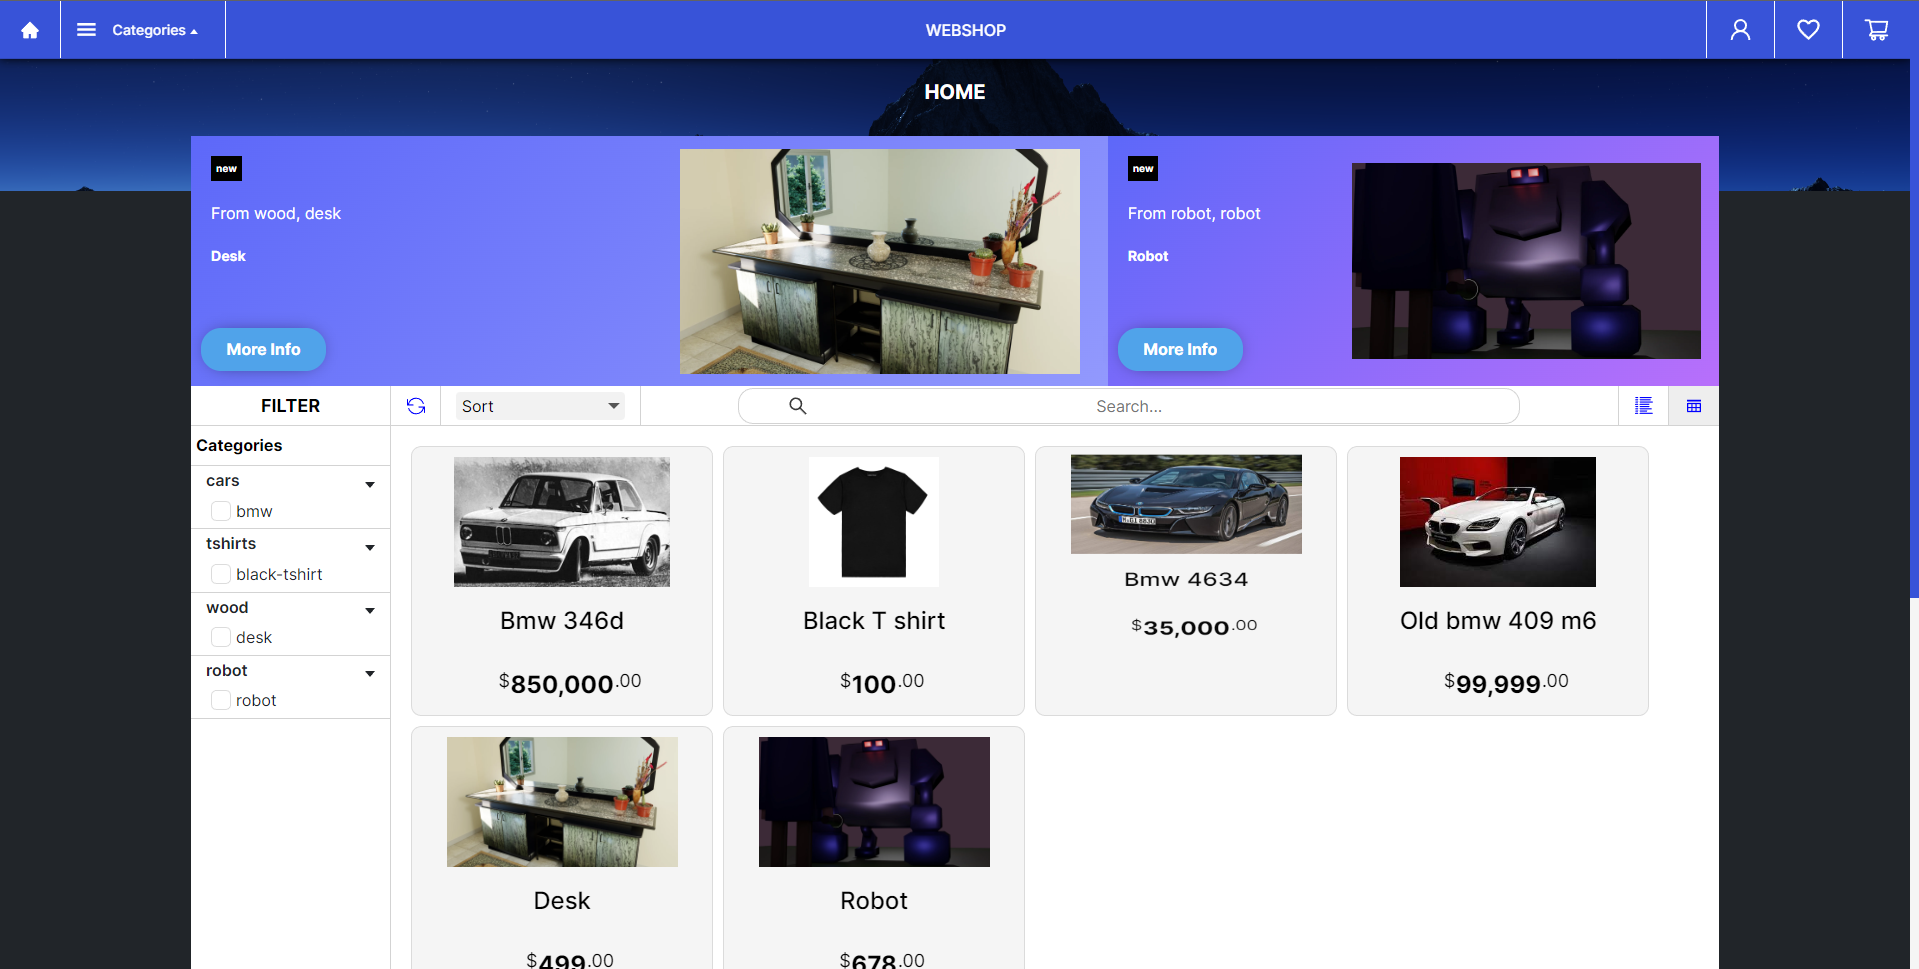 Categories
WEBSHOP
HOME
new
From wood, desk
Desk
More Info
new
From robot, robot
Robot
More Info
FILTER
Sort
Search...
Categories
cars
bmw
tshirts
black-tshirt
wood
desk
robot
robot
Bmw 346d
$850,000.00
Black T shirt
$100.00
Bmw 4634
$35,000.00
Old bmw 409 m6
$99,999.00
Desk
$499.00
Robot
$678.00